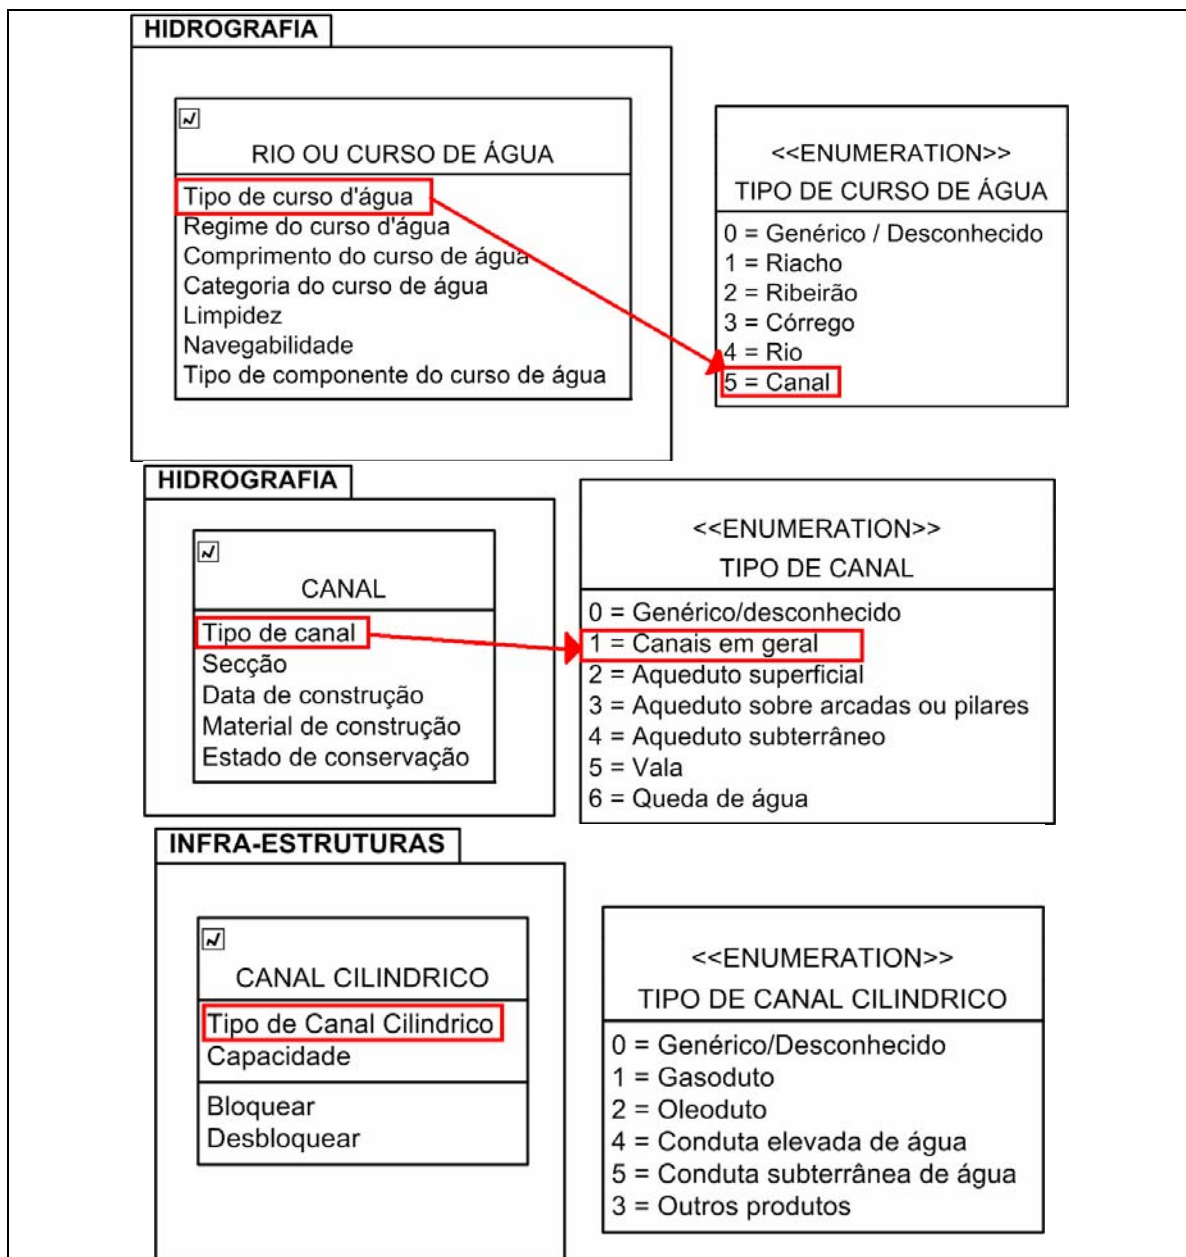 HIDROGRAFIA
RIO OU CURSO DE ÁGUA
Tipo de curso d'água
Regime do curso d'água
Comprimento do curso de água
Categoria do curso de água
Limpidez
Navegabilidade
Tipo de componente do curso de água
<<ENUMERATION>>
TIPO DE CURSO DE ÁGUA
0 = Genérico / Desconhecido
1 = Riacho
2 = Ribeirão
3 = Córrego
4 = Rio
5 = Canal
HIDROGRAFIA
CANAL
Tipo de canal
Secção
Data de construção
Material de construção
Estado de conservação
<<ENUMERATION>>
TIPO DE CANAL
0 = Genérico/desconhecido
1 = Canais em geral
2 = Aqueduto superficial
3 = Aqueduto sobre arcadas ou pilares
4 = Aqueduto subterrâneo
5 = Vala
6 = Queda de água
INFRA-ESTRUTURAS
CANAL CILINDRICO
Tipo de Canal Cilindrico
Capacidade
Bloquear
Desbloquear
<<ENUMERATION>>
TIPO DE CANAL CILINDRICO
0 = Genérico/Desconhecido
1 = Gasoduto
2 = Oleoduto
4 = Conduta elevada de água
5 = Conduta subterrânea de água
3 = Outros produtos